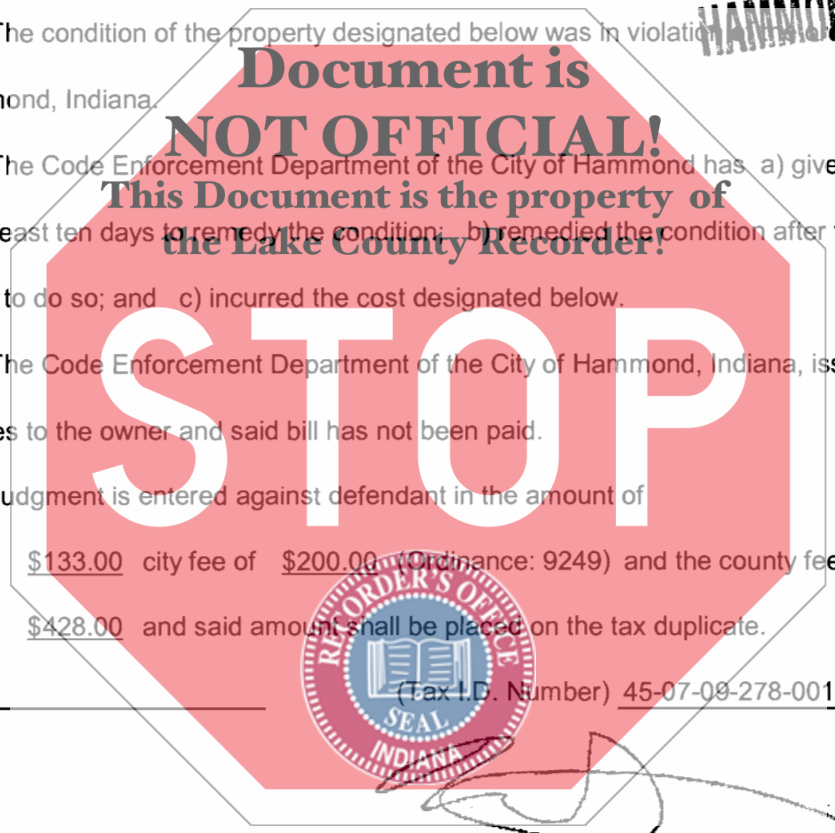 HAMMO
The condition of the property designated below was in violation of the
ond, Indiana.
Document is
NOT OFFICIAL!
The Code Enforcement Department of the City of Hammond has a) give
This Document is the property of
the Lake County Recorder!
east ten days to remedy the condition; b) remedied the condition after
to do so; and c) incurred the cost designated below.
STOP
The Code Enforcement Department of the City of Hammond, Indiana, iss
es to the owner and said bill has not been paid.
udgment is entered against defendant in the amount of
$133.00 city fee of $200.00 (Ordinance: 9249) and the county fee
$428.00 and said amount shall be placed on the tax duplicate.
RECORDER'S OFFICE
SEAL
INDIANA
(Tax I.D. Number) 45-07-09-278-001